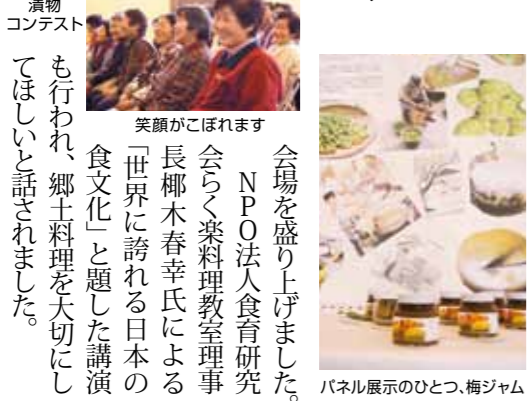 漬物
コンテスト
笑顔がこぼれます
会場を盛り上げました。
NPO法人食育研究
会らく楽料理教室理事
長梛木春幸氏による
「世界に誇れる日本の
食文化」と題した講演
も行われ、郷土料理を大切にし
てほしいと話されました。
パネル展示のひとつ、梅ジャム